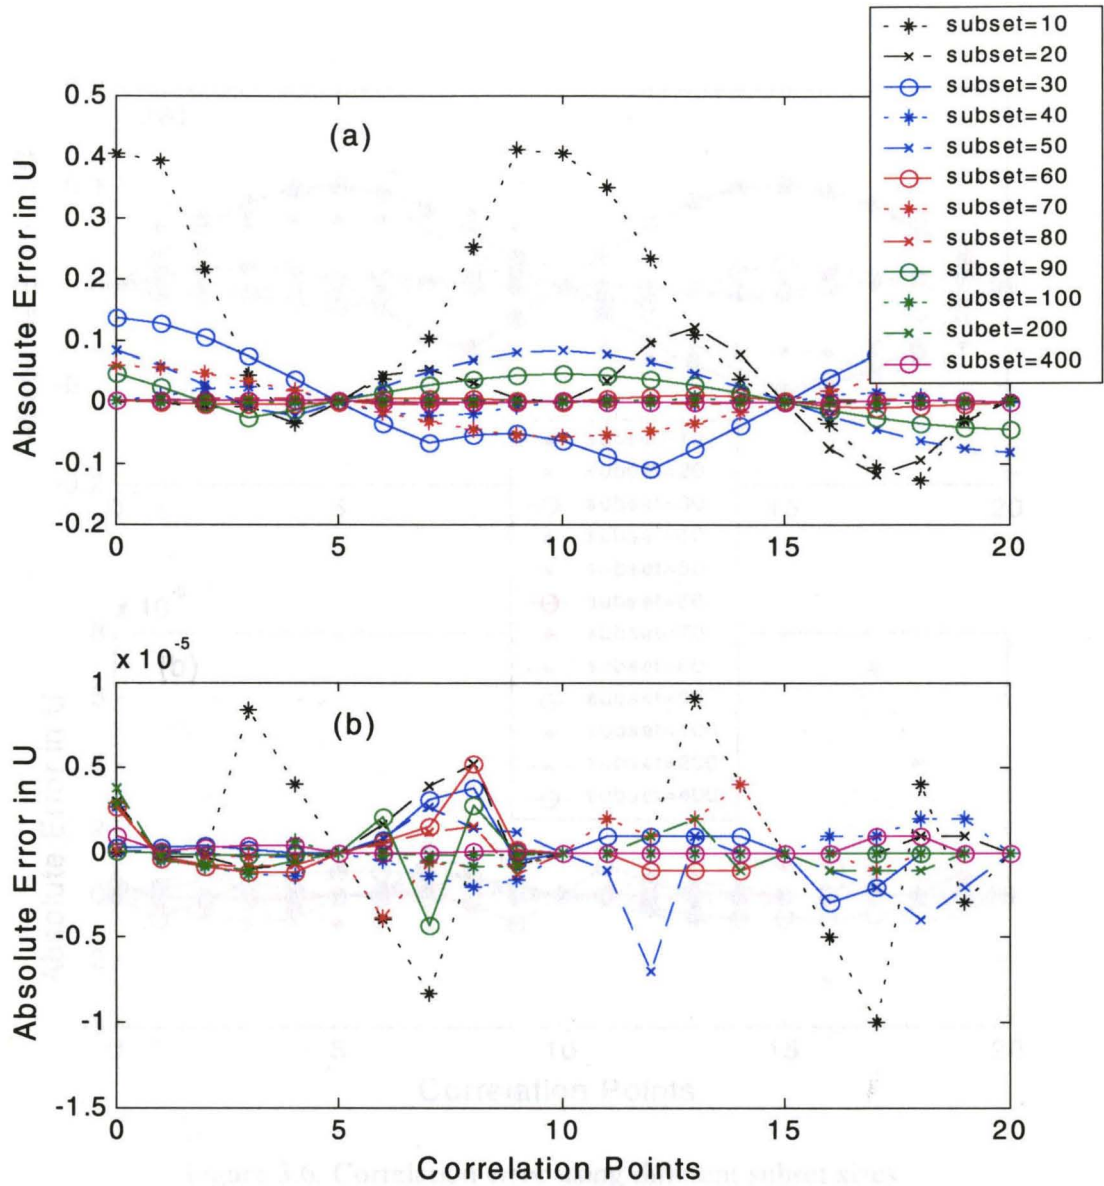 subset=10
subset=20
subset=30
subset=40
subset=50
subset=60
subset=70
subset=80
subset=90
subset=100
subet=200
subset=400
(a)
Absolute Error in U
0.5
0.4
0.3
0.2
0.1
0
-0.1
-0.2
0 5 10 15 20
x 10-5
(b)
Absolute Error in U
1
0.5
0
-0.5
-1
-1.5
0 5 10 15 20
Correlation Points